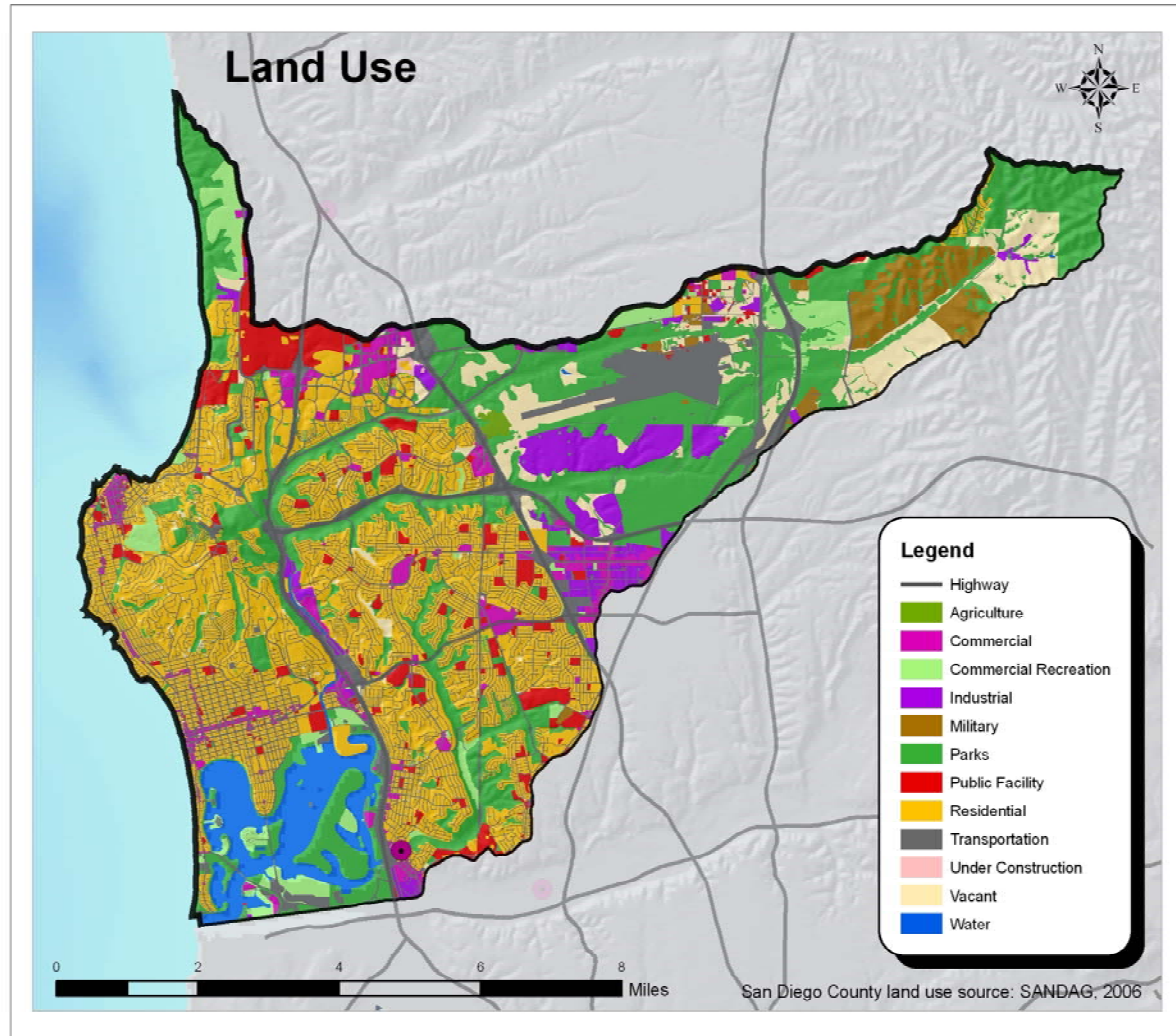 Land Use
N
W E
S
Legend
Highway
Agriculture
Commercial
Commercial Recreation
Industrial
Military
Parks
Public Facility
Residential
Transportation
Under Construction
Vacant
Water
0 2 4 6 8
Miles
San Diego County land use source: SANDAG, 2006